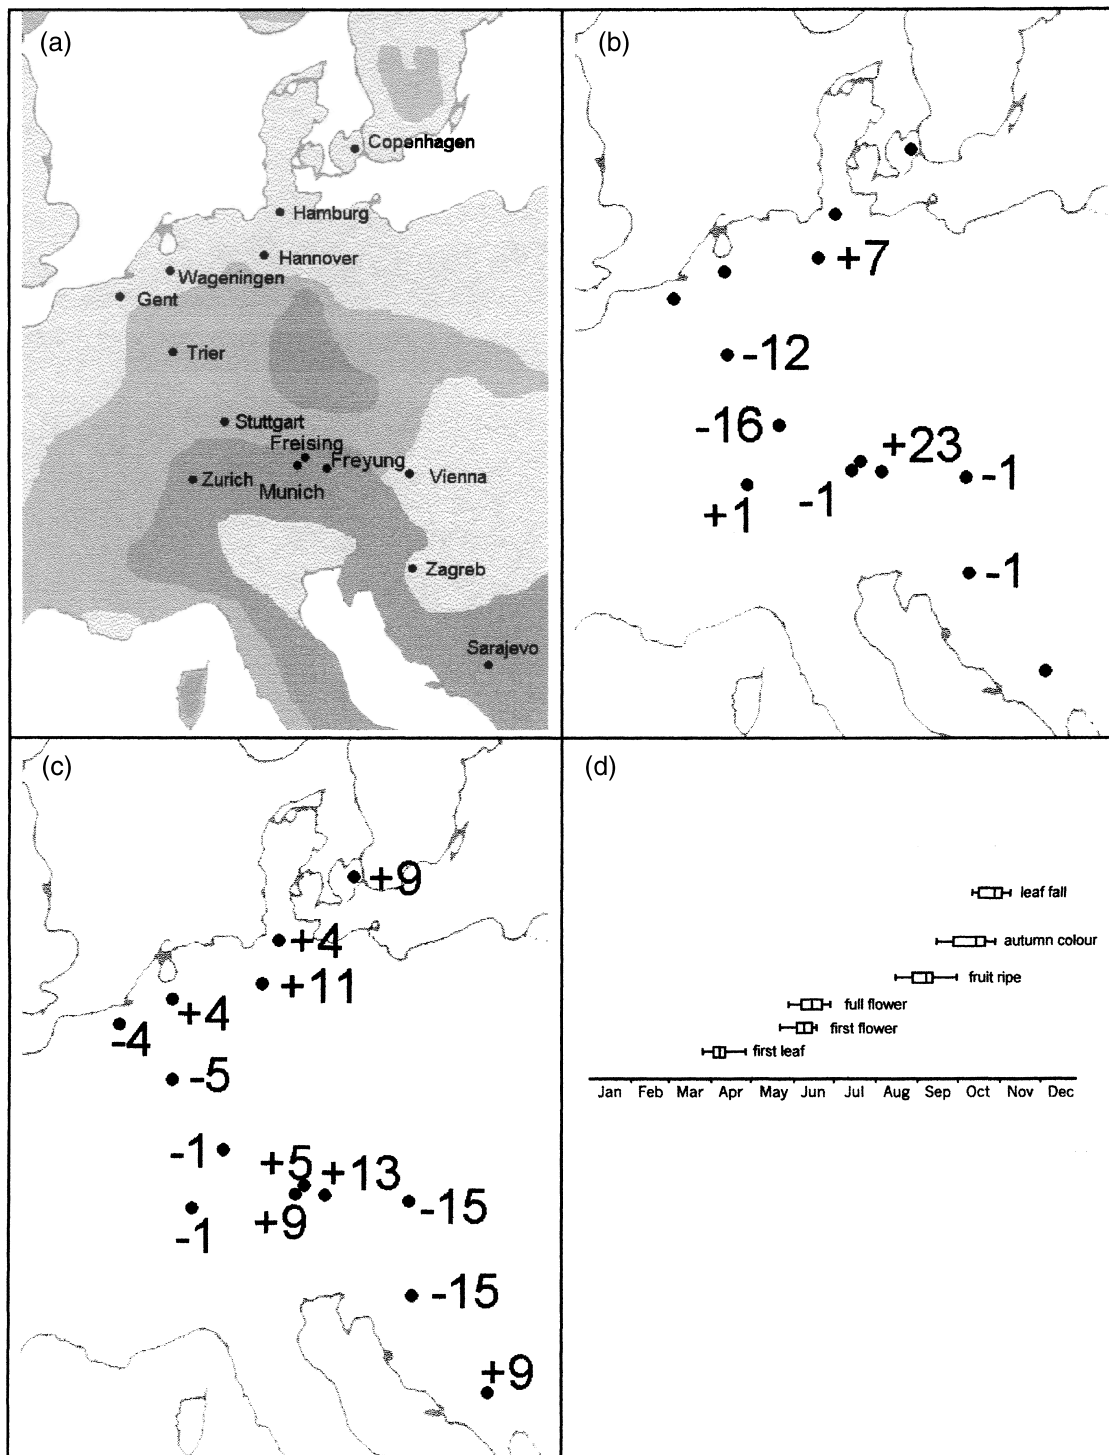 (a)
Copenhagen
Hamburg
Hannover
Wageningen
Gent
Trier
Stuttgart
Freising
Freyung
Zurich
Munich
Vienna
Zagreb
Sarajevo
(b)
+7
-12
-16
+23
-1
-1
+1
-1
(c)
+9
+4
+11
+4
-4
-5
-1
+5
+13
-15
+9
-1
-15
+9
(d)
leaf fall
autumn colour
fruit ripe
full flower
first flower
first leaf
Jan Feb Mar Apr May Jun Jul Aug Sep Oct Nov Dec